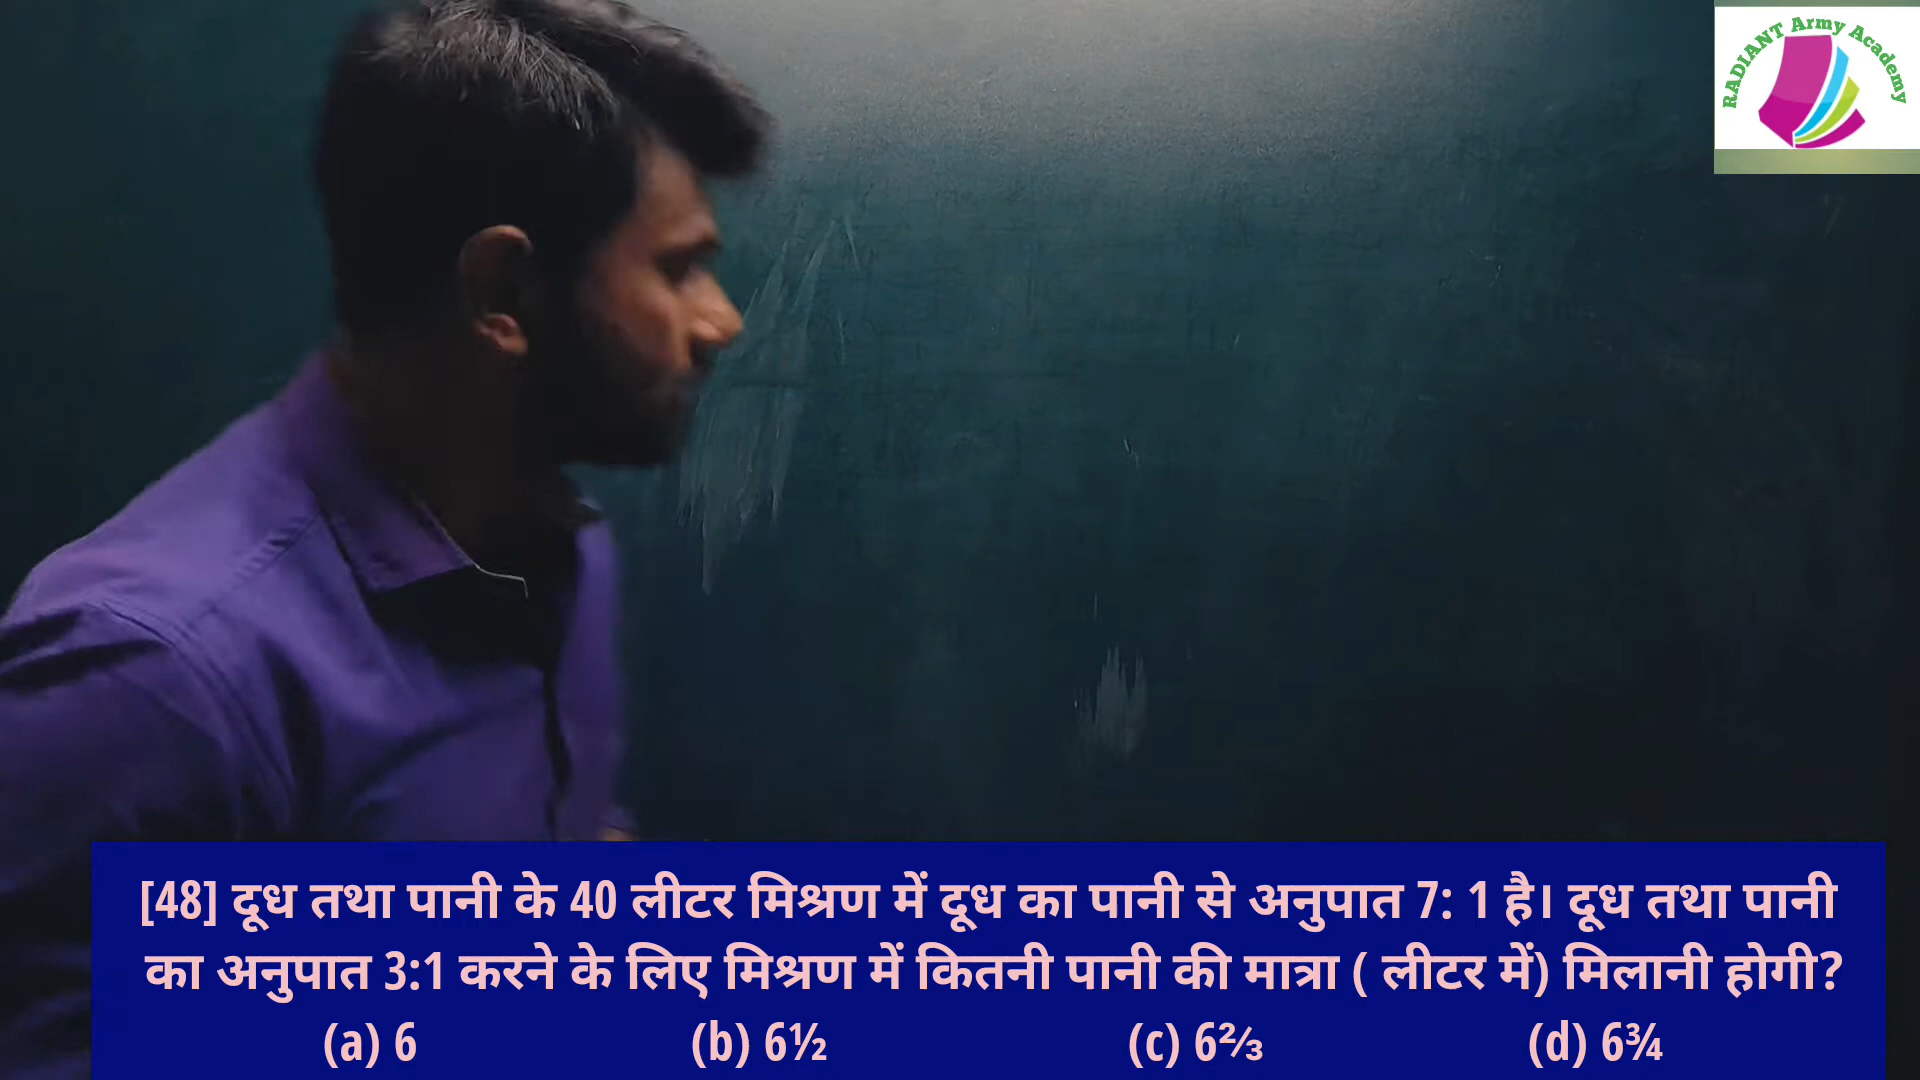 RADIANT Army Academy
[48] दूध तथा पानी के 40 लीटर मिश्रण में दूध का पानी से अनुपात 7: 1 है। दूध तथा पानी
का अनुपात 3:1 करने के लिए मिश्रण में कितनी पानी की मात्रा ( लीटर में) मिलानी होगी?
(a) 6 (b) 6½ (c) 6⅔ (d) 6¾